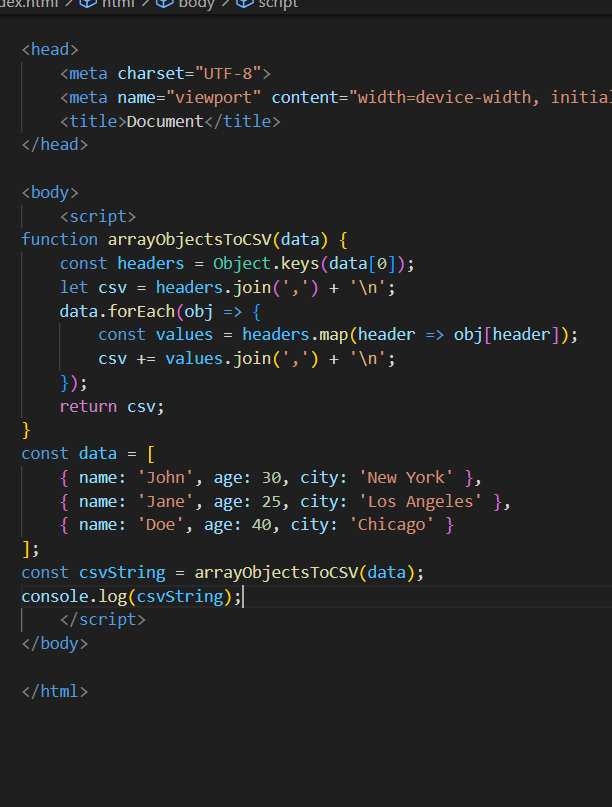 dex.html > html > body > script
<head>
    <meta charset="UTF-8">
    <meta name="viewport" content="width=device-width, initial
    <title>Document</title>
</head>
<body>
    <script>
function arrayObjectsToCSV(data) {
    const headers = Object.keys(data[0]);
    let csv = headers.join(',') + '\n';
    data.forEach(obj => {
        const values = headers.map(header => obj[header]);
        csv += values.join(',') + '\n';
    });
    return csv;
}
const data = [
    { name: 'John', age: 30, city: 'New York' },
    { name: 'Jane', age: 25, city: 'Los Angeles' },
    { name: 'Doe', age: 40, city: 'Chicago' }
];
const csvString = arrayObjectsToCSV(data);
console.log(csvString);
    </script>
</body>
</html>